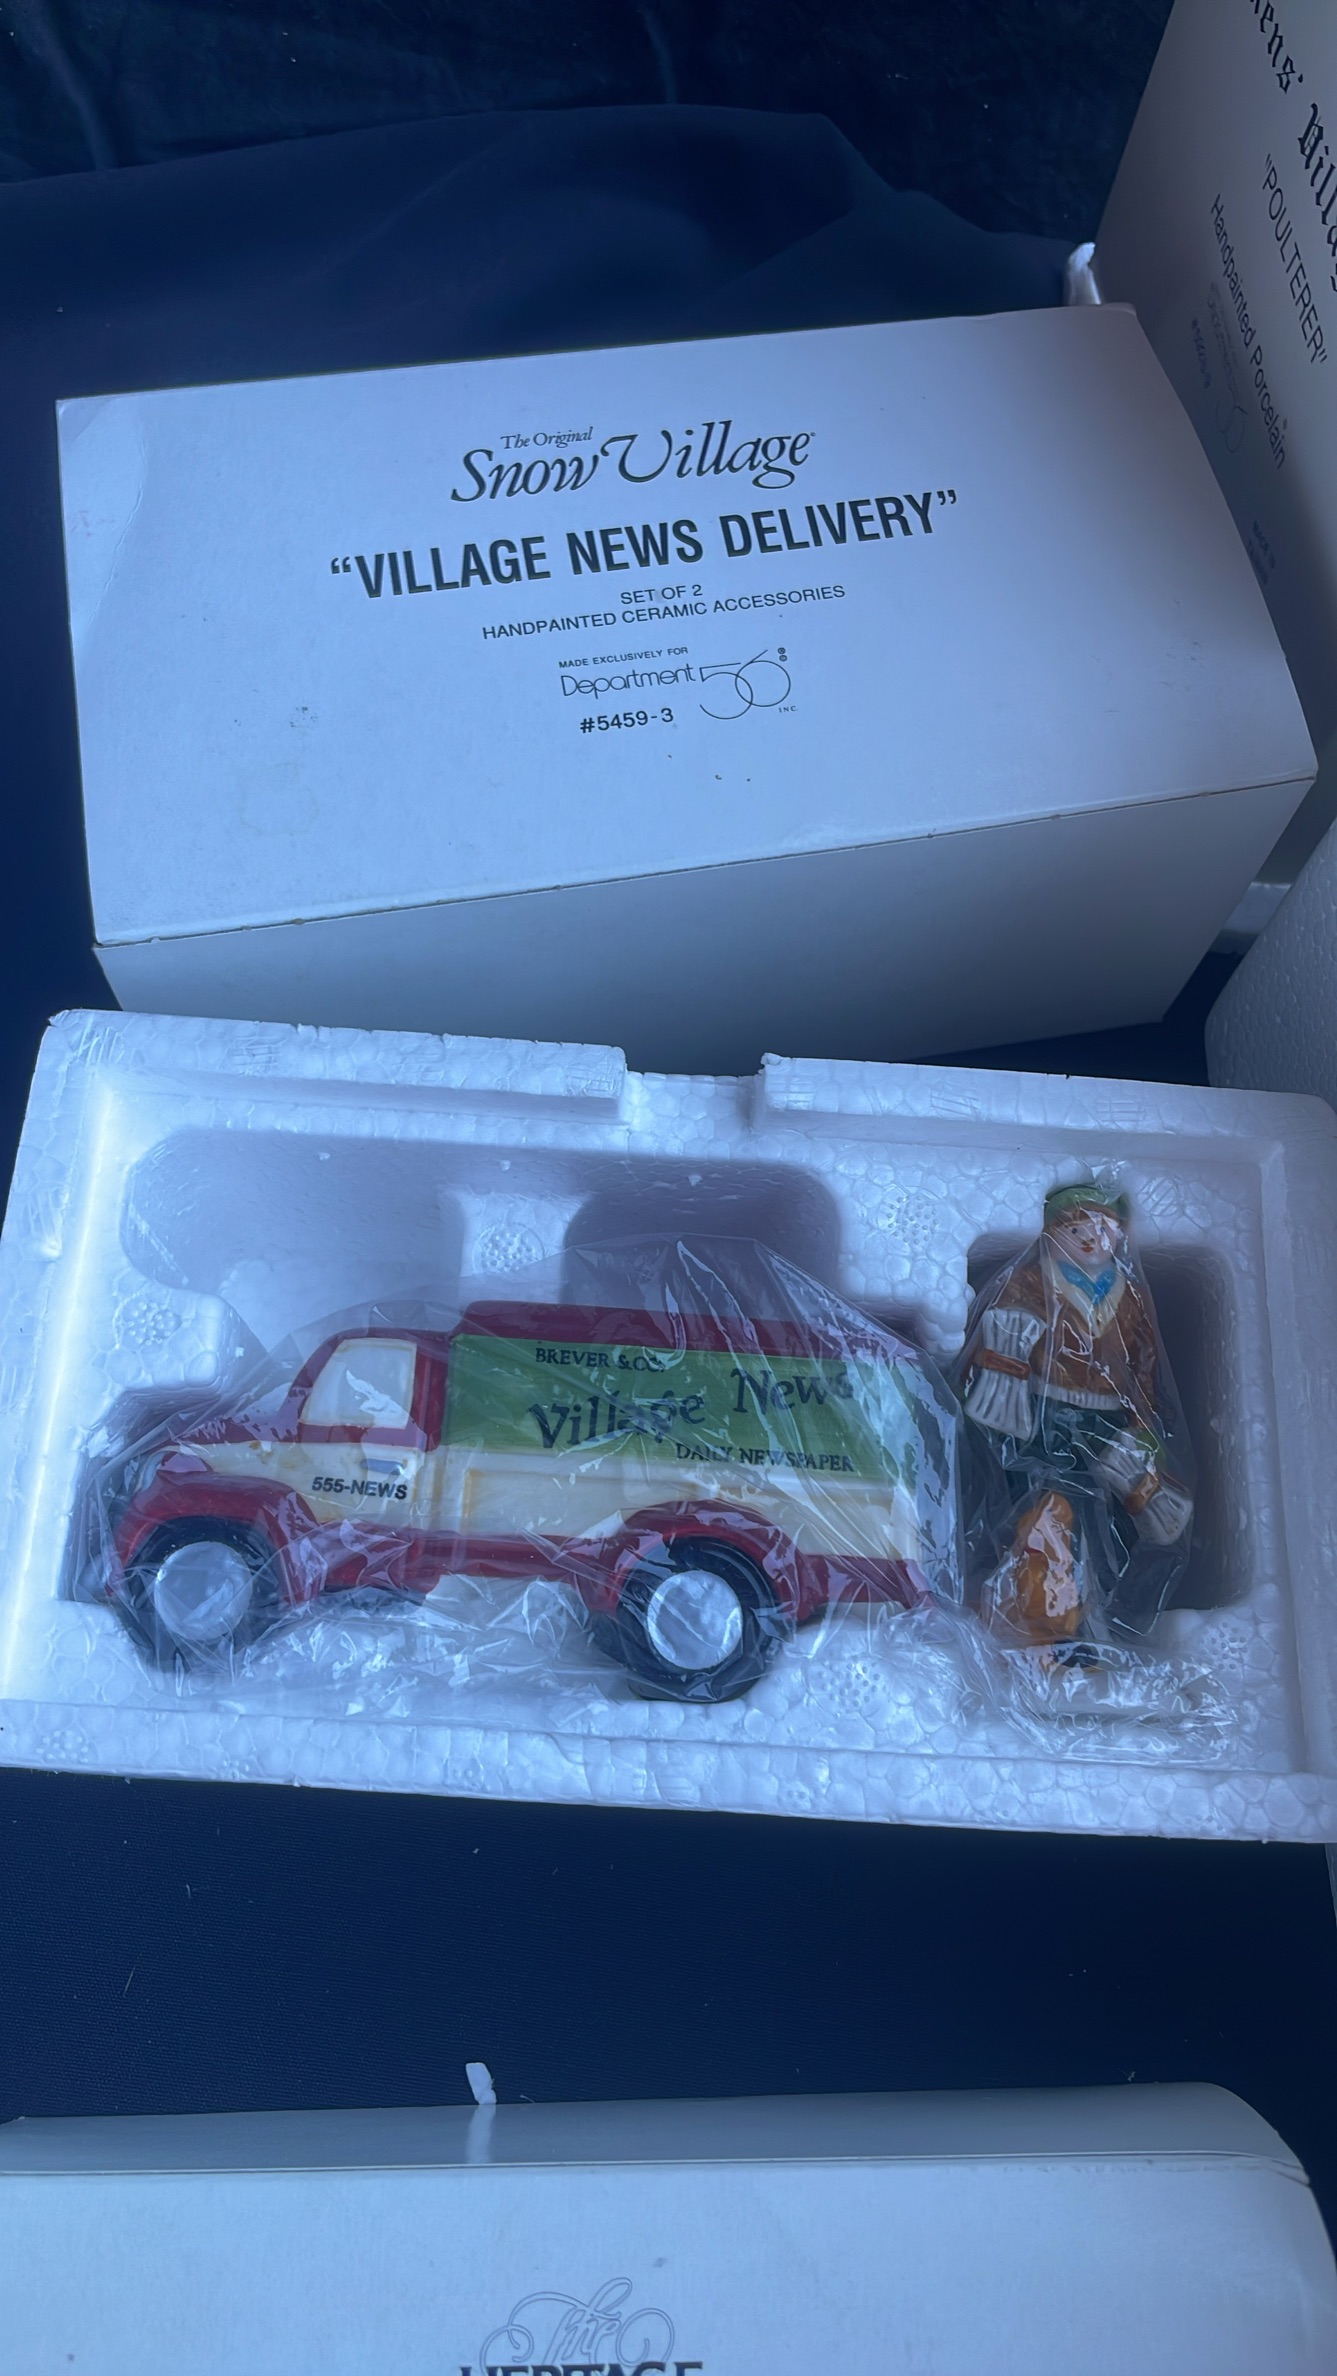 The Original
Snow Village
"VILLAGE NEWS DELIVERY"
SET OF 2
HANDPAINTED CERAMIC ACCESSORIES
MADE EXCLUSIVELY FOR
Department 56
INC.
#5459-3
"POULTERER"
Handpainted Porcelain
BREVER & CO.
Village News
DAILY NEWSPAPER
555-NEWS
The
HERITAGE